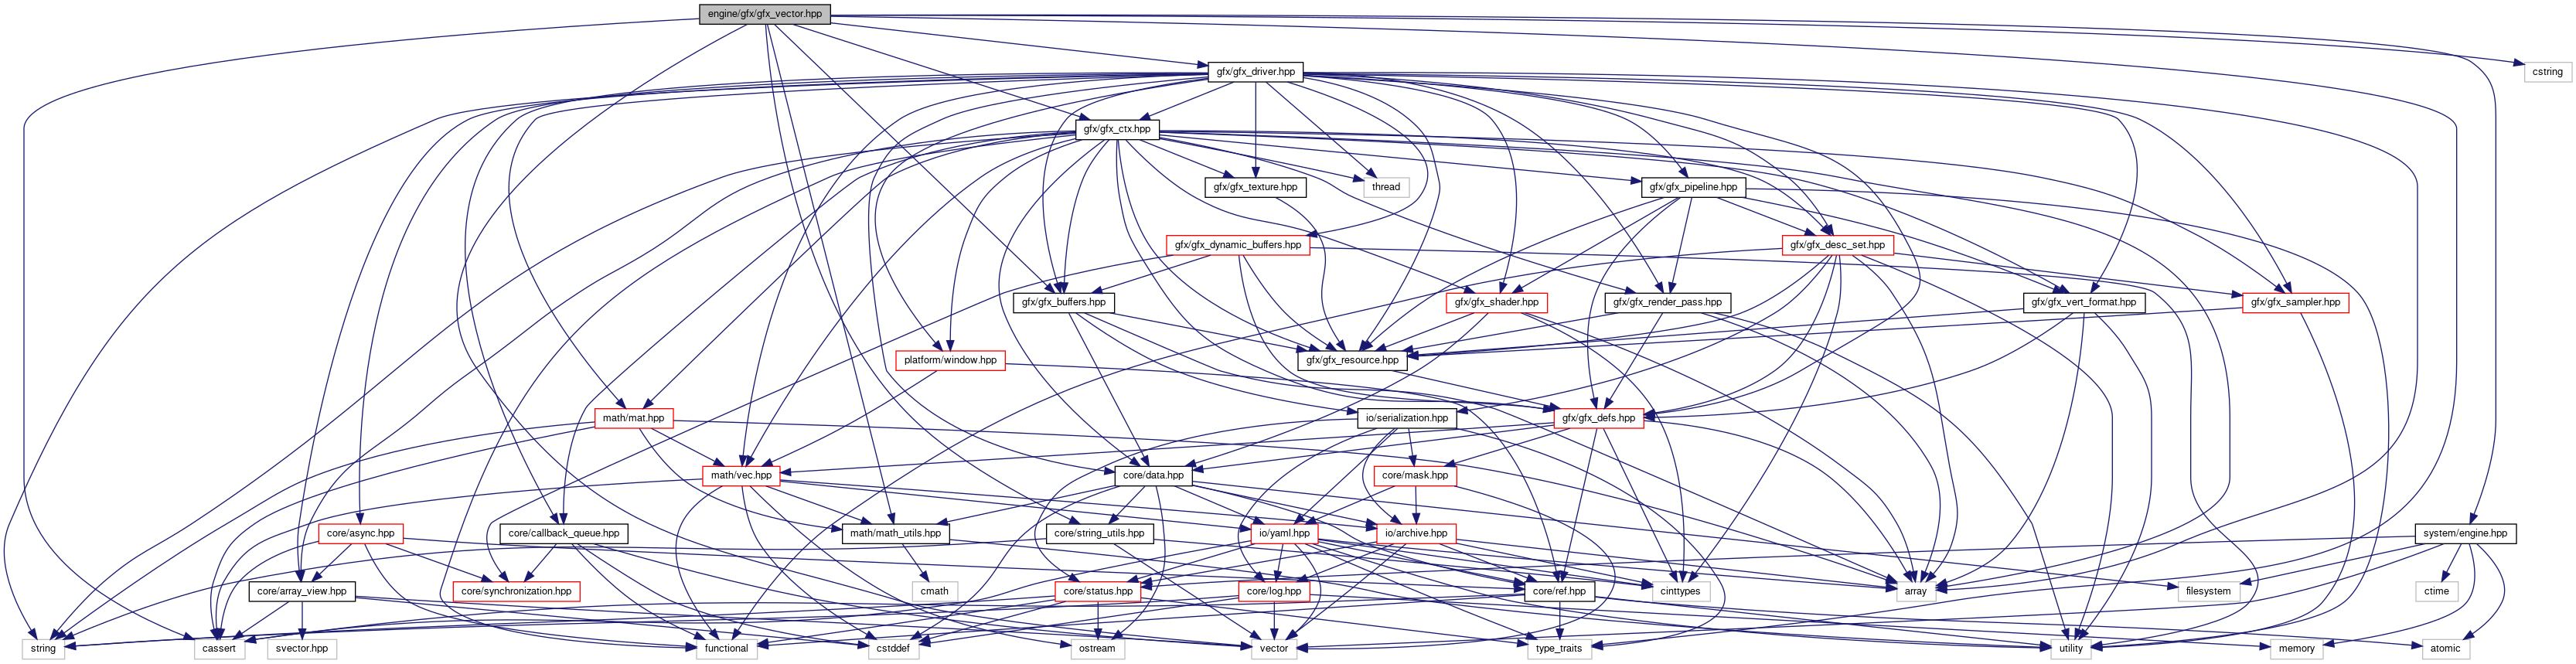 engine/gfx/gfx_vector.hpp
gfx/gfx_driver.hpp
cstring
gfx/gfx_ctx.hpp
gfx/gfx_texture.hpp
thread
gfx/gfx_pipeline.hpp
gfx/gfx_dynamic_buffers.hpp
gfx/gfx_desc_set.hpp
gfx/gfx_buffers.hpp
gfx/gfx_shader.hpp
gfx/gfx_render_pass.hpp
gfx/gfx_vert_format.hpp
gfx/gfx_sampler.hpp
platform/window.hpp
gfx/gfx_resource.hpp
math/mat.hpp
io/serialization.hpp
gfx/gfx_defs.hpp
math/vec.hpp
core/data.hpp
core/mask.hpp
core/async.hpp
core/callback_queue.hpp
math/math_utils.hpp
core/string_utils.hpp
io/yaml.hpp
io/archive.hpp
system/engine.hpp
core/array_view.hpp
core/synchronization.hpp
cmath
core/status.hpp
core/log.hpp
core/ref.hpp
cinttypes
array
filesystem
ctime
string
cassert
svector.hpp
functional
cstddef
ostream
vector
type_traits
utility
memory
atomic